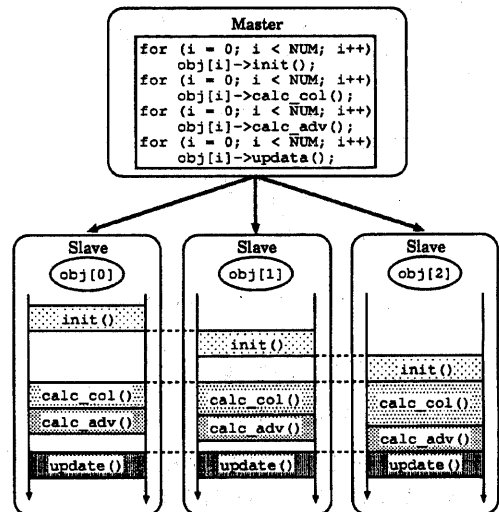 Master
for (i = 0; i < NUM; i++)
obj[i]->init();
for (i = 0; i < NUM; i++)
obj[i]->calc_col();
for (i = 0; i < NUM; i++)
obj[i]->calc_adv();
for (i = 0; i < NUM; i++)
obj[i]->updata();
Slave
obj[0]
init()
calc_col()
calc_adv()
update()
Slave
obj[1]
init()
calc_col()
calc_adv()
update()
Slave
obj[2]
init()
calc_col()
calc_adv()
update()